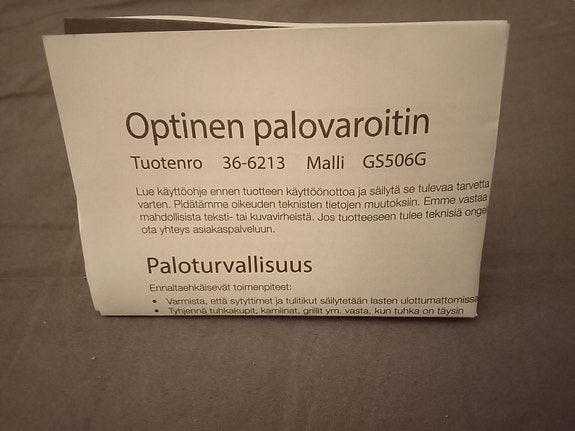 Optinen palovaroitin
Tuotenro 36-6213 Malli GS506G
Lue käyttöohje ennen tuotteen käyttöönottoa ja säilytä se tulevaa tarvetta
varten. Pidätämme oikeuden teknisten tietojen muutoksiin. Emme vastaa
mahdollisista teksti- tai kuvavirheistä. Jos tuotteeseen tulee teknisiä
ota yhteys asiakaspalveluun.
Paloturvallisuus
Ennaltaehkäisevät toimenpiteet:
• Varmista, että sytyttimet ja tulitikut säilytetään lasten ulottumattomissa
• Tyhjennä tuhkakupit, kamiinat, grillit ym. vasta, kun tuhka on täysin